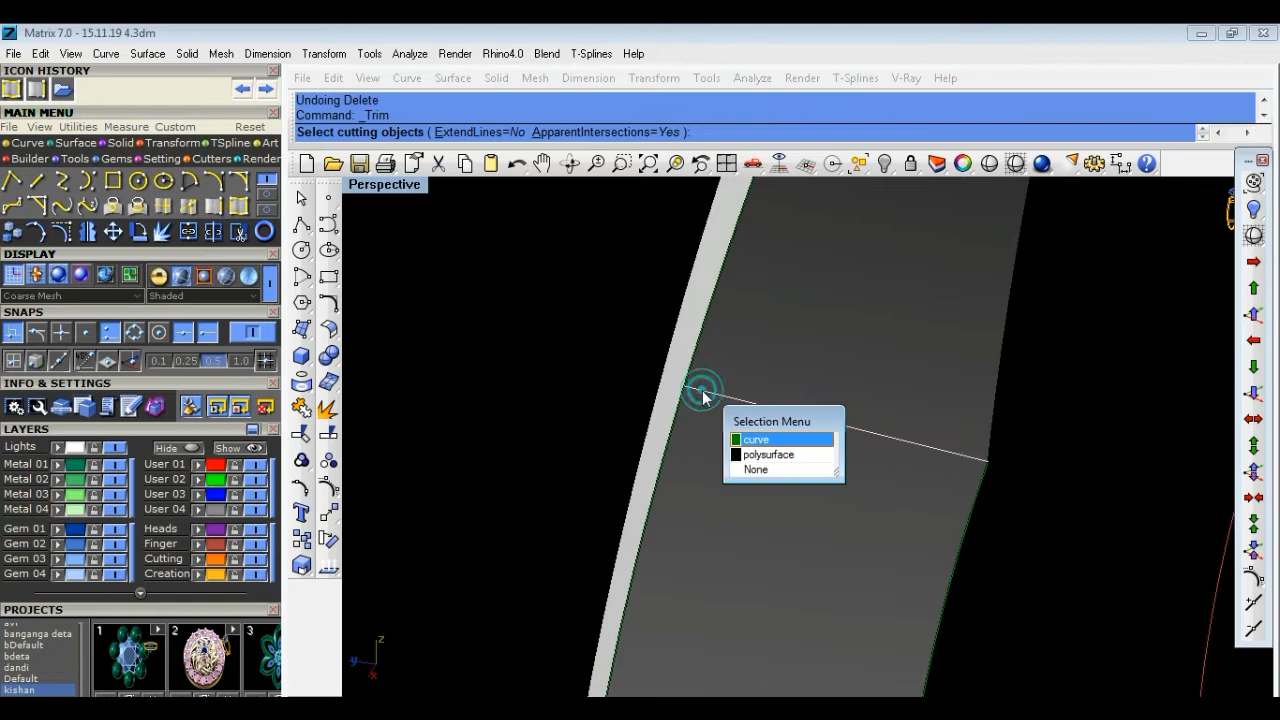 Matrix 7.0 - 15.11.19 4.3dm
File Edit View Curve Surface Solid Mesh Dimension Transform Tools Analyze Render Rhino4.0 Blend T-Splines Help
ICON HISTORY
MAIN MENU
File View Utilities Measure Custom Reset
Curve Surface Solid Transform TSpline Art
Builder Tools Gems Setting Cutters Render
DISPLAY
Coarse Mesh Shaded
SNAPS
0.1 0.25 0.5 1.0
INFO & SETTINGS
LAYERS
Lights Hide Show
Metal 01 User 01
Metal 02 User 02
Metal 03 User 03
Metal 04 User 04
Gem 01 Heads
Gem 02 Finger
Gem 03 Cutting
Gem 04 Creation
PROJECTS
avi
banganga deta
bDefault
bdeta
dandi
Default
kishan
1 2 3
File Edit View Curve Surface Solid Mesh Dimension Transform Tools Analyze Render T-Splines V-Ray Help
Undoing Delete
Command: _Trim
Select cutting objects ( ExtendLines=No ApparentIntersections=Yes ):
Perspective
Selection Menu
curve
polysurface
None
z
y
x